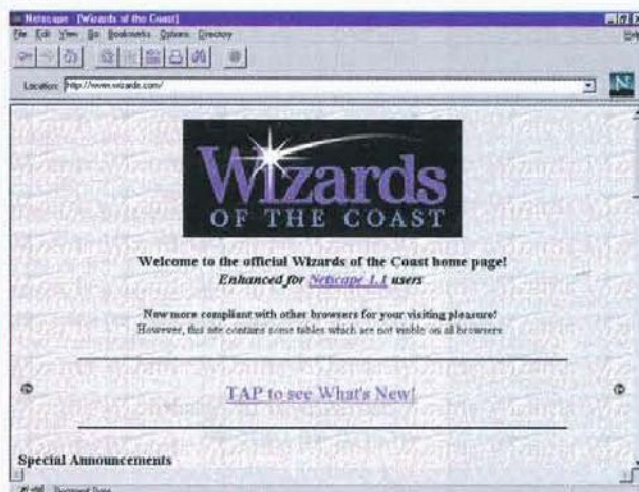 Netscape - [Wizards of the Coast]
File Edit View Go Bookmarks Options Directory Help
Location: http://www.wizards.com/
N
Wizards
OF THE COAST
Welcome to the official Wizards of the Coast home page!
Enhanced for Netscape 1.1 users
Now more compliant with other browsers for your visiting pleasure!
However, this site contains some tables which are not visible on all browsers
TAP to see What's New!
Special Announcements
Document Done